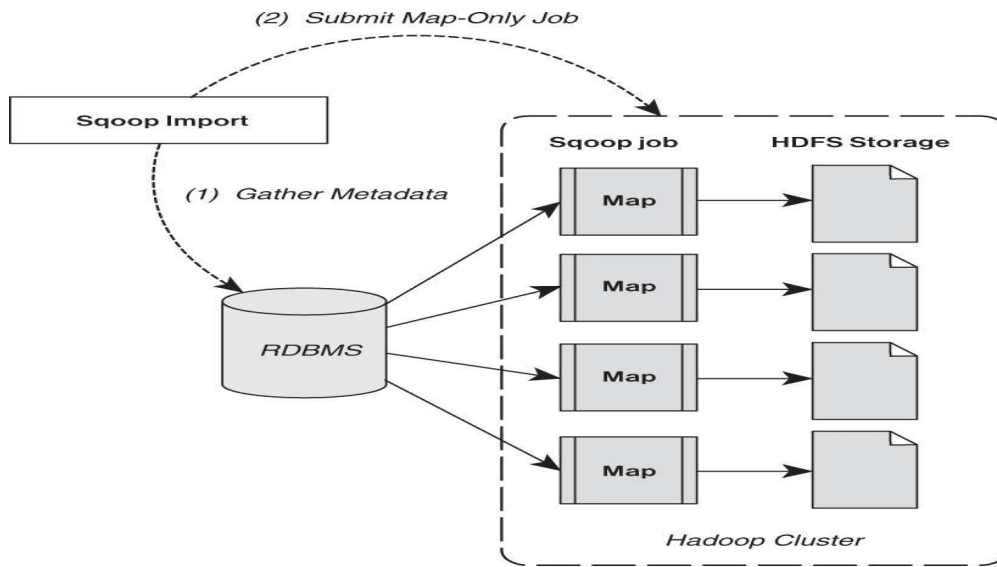 (2) Submit Map-Only Job
Sqoop Import
(1) Gather Metadata
RDBMS
Sqoop job
HDFS Storage
Map
Map
Map
Map
Hadoop Cluster